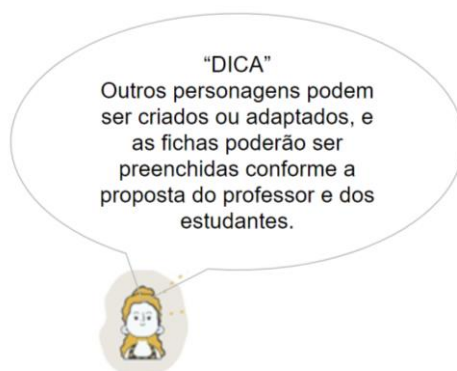 “DICA”
Outros personagens podem
ser criados ou adaptados, e
as fichas poderão ser
preenchidas conforme a
proposta do professor e dos
estudantes.